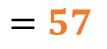 = 57